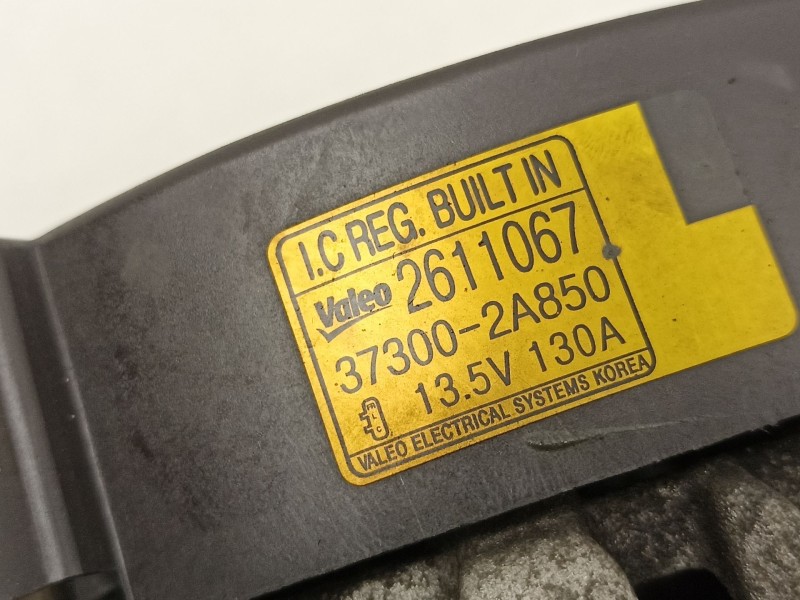 I.C REG. BUILT IN
Valeo 2611067
37300-2A850
13.5V 130A
VALEO ELECTRICAL SYSTEMS KOREA